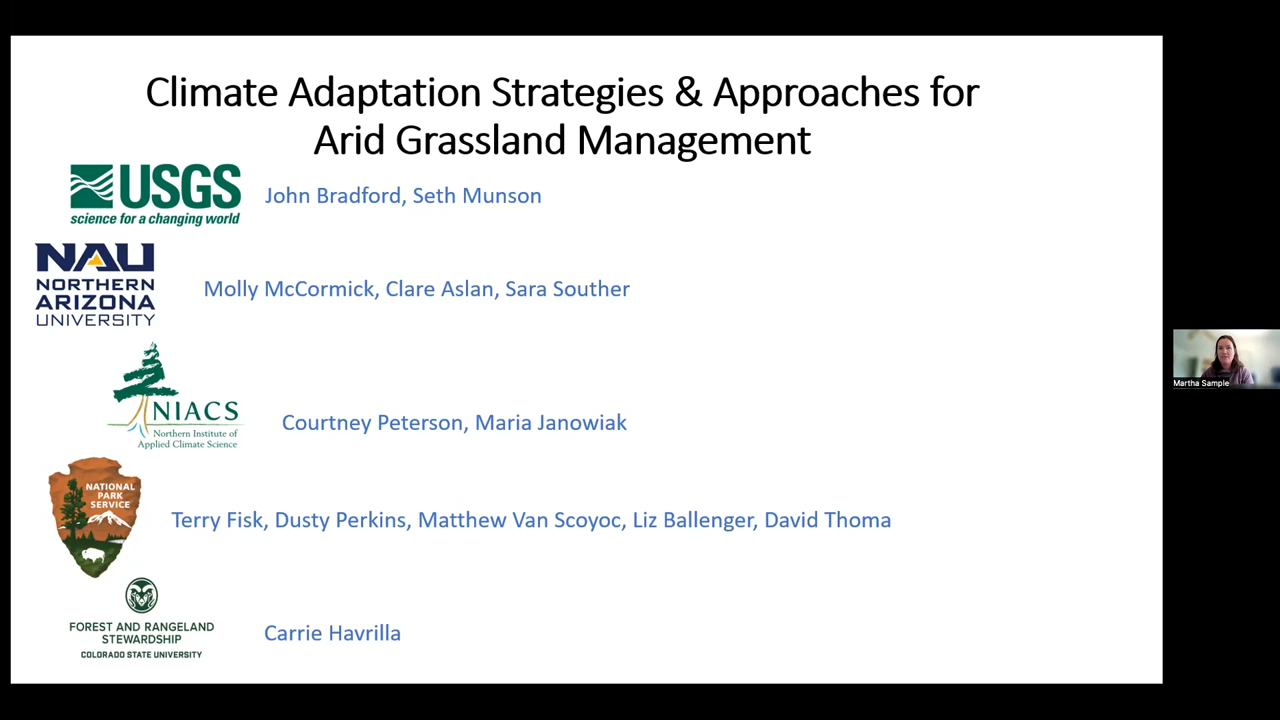 Climate Adaptation Strategies & Approaches for
Arid Grassland Management
USGS
science for a changing world
John Bradford, Seth Munson
NAU
NORTHERN
ARIZONA
UNIVERSITY
Molly McCormick, Clare Aslan, Sara Souther
NIACS
Northern Institute of
Applied Climate Science
Courtney Peterson, Maria Janowiak
NATIONAL
PARK
SERVICE
Terry Fisk, Dusty Perkins, Matthew Van Scoyoc, Liz Ballenger, David Thoma
FOREST AND RANGELAND
STEWARDSHIP
COLORADO STATE UNIVERSITY
Carrie Havrilla
Martha Sample